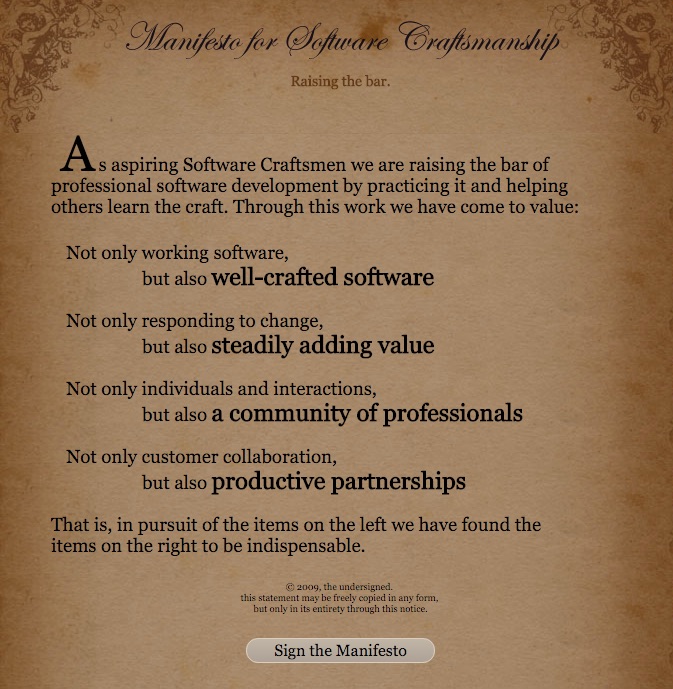 Manifesto for Software Craftsmanship
Raising the bar.
As aspiring Software Craftsmen we are raising the bar of
professional software development by practicing it and helping
others learn the craft. Through this work we have come to value:
Not only working software,
but also well-crafted software
Not only responding to change,
but also steadily adding value
Not only individuals and interactions,
but also a community of professionals
Not only customer collaboration,
but also productive partnerships
That is, in pursuit of the items on the left we have found the
items on the right to be indispensable.
© 2009, the undersigned.
this statement may be freely copied in any form,
but only in its entirety through this notice.
Sign the Manifesto